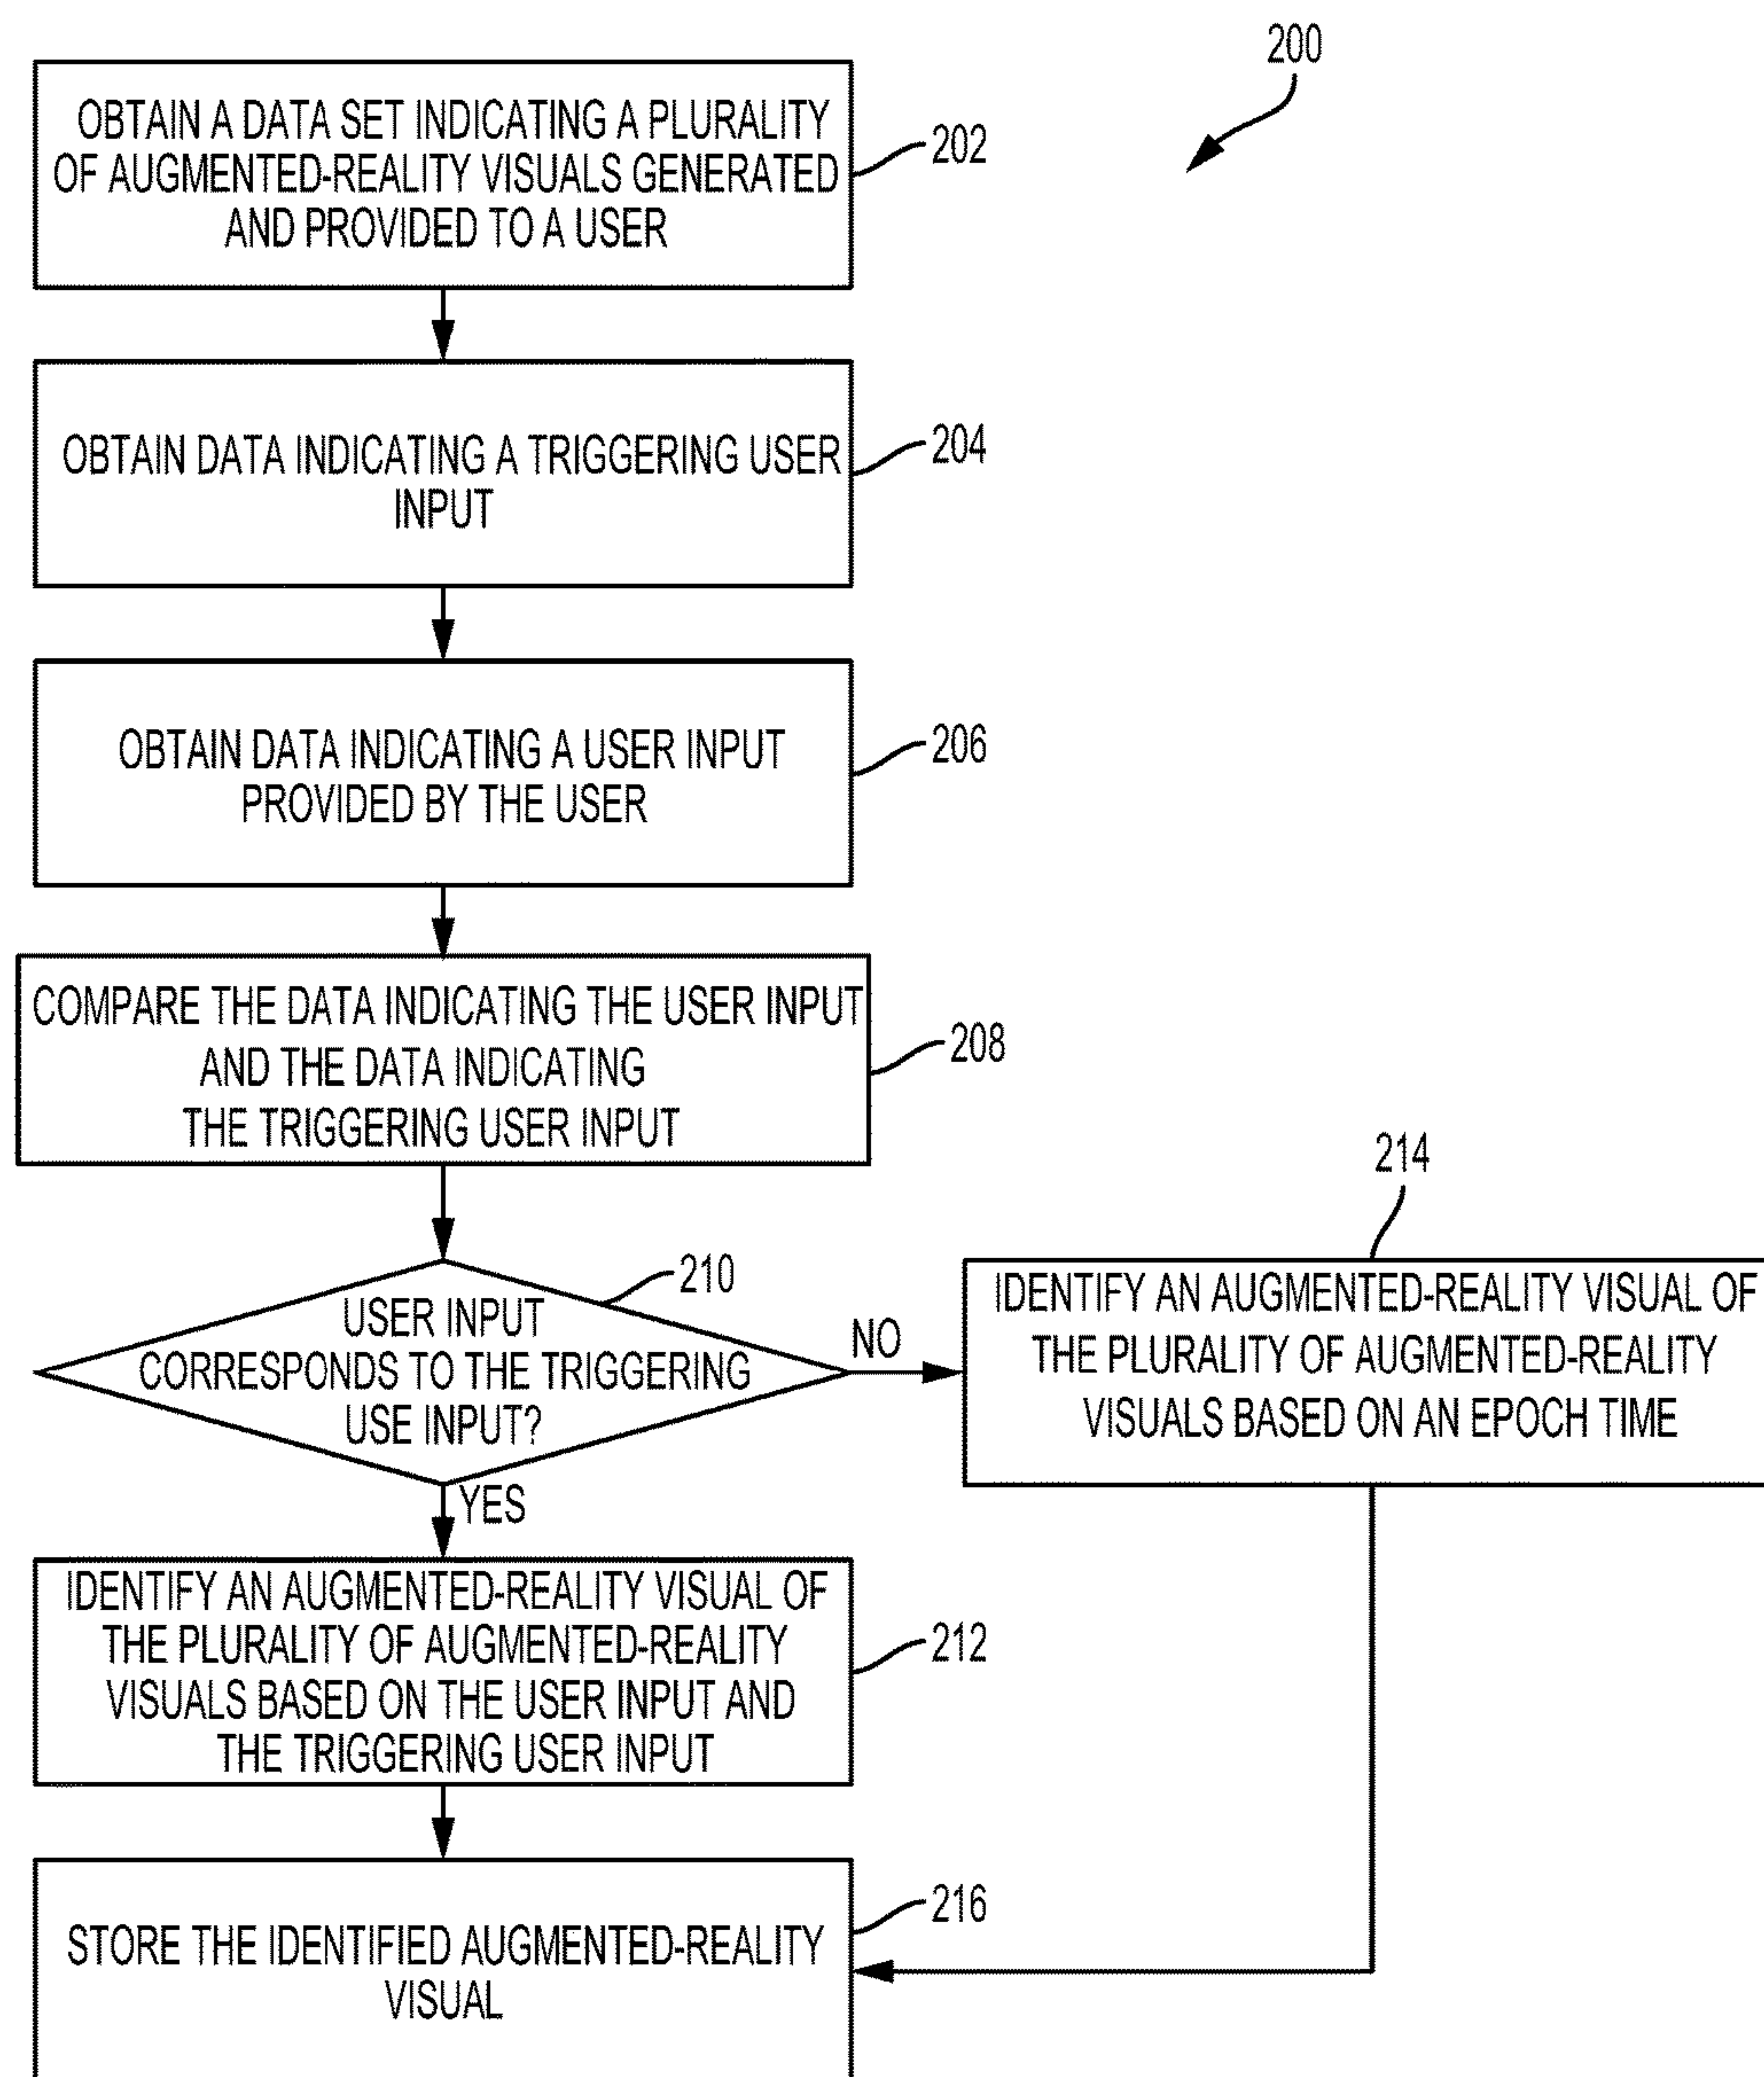 200
OBTAIN A DATA SET INDICATING A PLURALITY
OF AUGMENTED-REALITY VISUALS GENERATED
AND PROVIDED TO A USER
202
OBTAIN DATA INDICATING A TRIGGERING USER
INPUT
204
OBTAIN DATA INDICATING A USER INPUT
PROVIDED BY THE USER
206
COMPARE THE DATA INDICATING THE USER INPUT
AND THE DATA INDICATING
THE TRIGGERING USER INPUT
208
USER INPUT
CORRESPONDS TO THE TRIGGERING
USE INPUT?
210
NO
214
IDENTIFY AN AUGMENTED-REALITY VISUAL OF
THE PLURALITY OF AUGMENTED-REALITY
VISUALS BASED ON AN EPOCH TIME
YES
IDENTIFY AN AUGMENTED-REALITY VISUAL OF
THE PLURALITY OF AUGMENTED-REALITY
VISUALS BASED ON THE USER INPUT AND
THE TRIGGERING USER INPUT
212
STORE THE IDENTIFIED AUGMENTED-REALITY
VISUAL
216